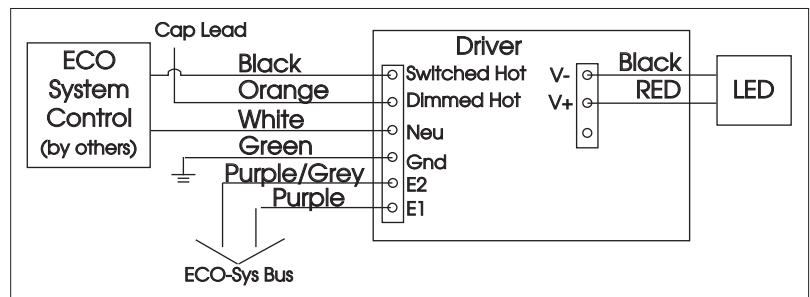 Cap Lead
ECO
System
Control
(by others)
Black
Orange
White
Green
Purple/Grey
Purple
ECO-Sys Bus
Driver
Switched Hot
Dimmed Hot
Neu
Gnd
E2
E1
V-
V+
Black
RED
LED